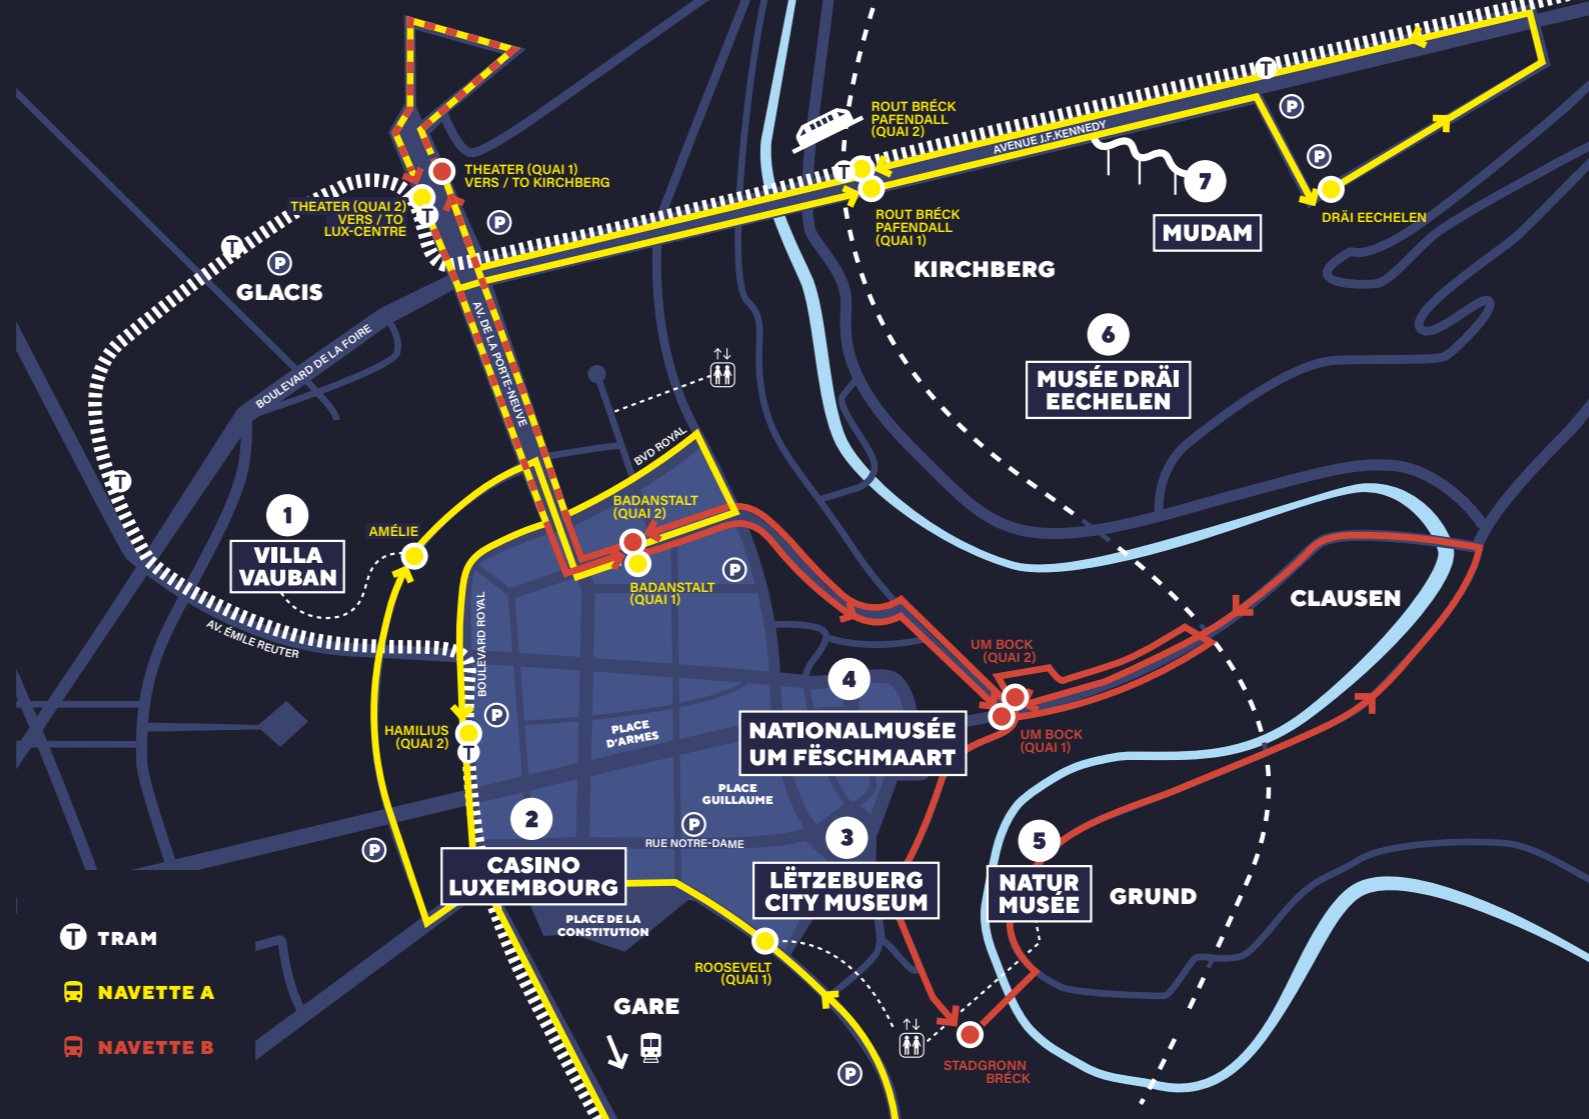 ROUT BRÉCK
PAFENDALL
(QUAI 2)
T
P
AVENUE J.F.KENNEDY
P
THEATER (QUAI 1)
VERS / TO KIRCHBERG
T
7
THEATER (QUAI 2)
VERS / TO
LUX-CENTRE
T
P
ROUT BRÉCK
PAFENDALL
(QUAI 1)
DRÄI EECHELEN
MUDAM
T
P
GLACIS
KIRCHBERG
BOULEVARD DE LA FOIRE
AV. DE LA PORTE-NEUVE
6
MUSÉE DRÄI
EECHELEN
BVD ROYAL
T
1
VILLA
VAUBAN
AMÉLIE
BADANSTALT
(QUAI 2)
P
BADANSTALT
(QUAI 1)
CLAUSEN
AV. ÉMILE REUTER
BOULEVARD ROYAL
UM BOCK
(QUAI 2)
4
NATIONALMUSÉE
UM FËSCHMAART
HAMILIUS
(QUAI 2)
P
T
PLACE
D'ARMES
UM BOCK
(QUAI 1)
PLACE
GUILLAUME
2
CASINO
LUXEMBOURG
P
P
RUE NOTRE-DAME
3
LËTZEBUERG
CITY MUSEUM
5
NATUR
MUSÉE
GRUND
PLACE DE LA
CONSTITUTION
ROOSEVELT
(QUAI 1)
GARE
P
STADGRONN
BRÉCK
T TRAM
NAVETTE A
NAVETTE B